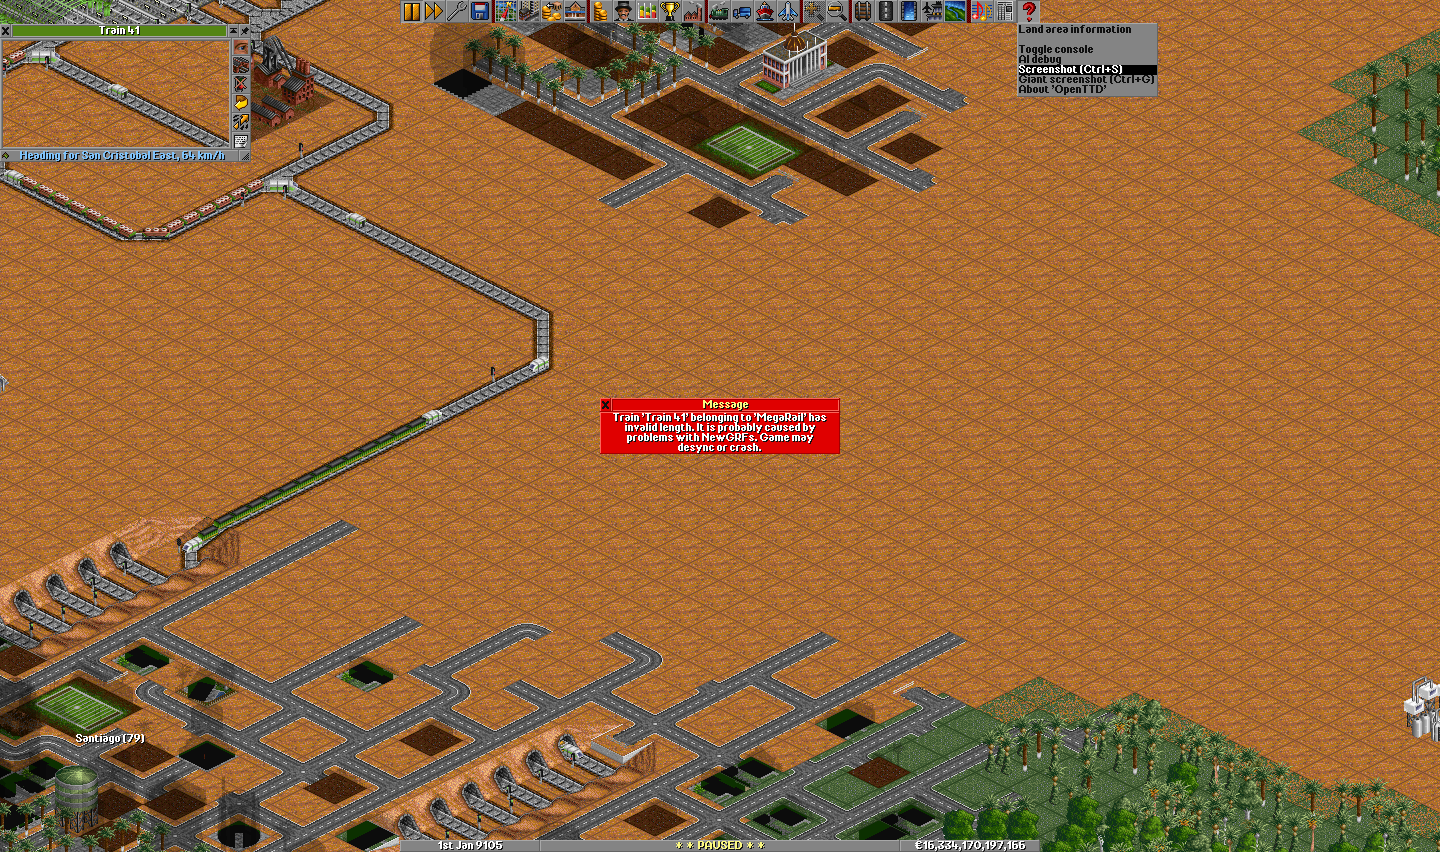 Train 41
Heading for San Cristobal East, 64 km/h
Land area information
Toggle console
AI debug
Screenshot (Ctrl+S)
Giant screenshot (Ctrl+G)
About 'OpenTTD'
Message
Train 'Train 41' belonging to 'MegaRail' has
invalid length. It is probably caused by
problems with NewGRFs. Game may
desync or crash.
Santiago (79)
1st Jan 9105
* * PAUSED * *
€16,334,170,197,166